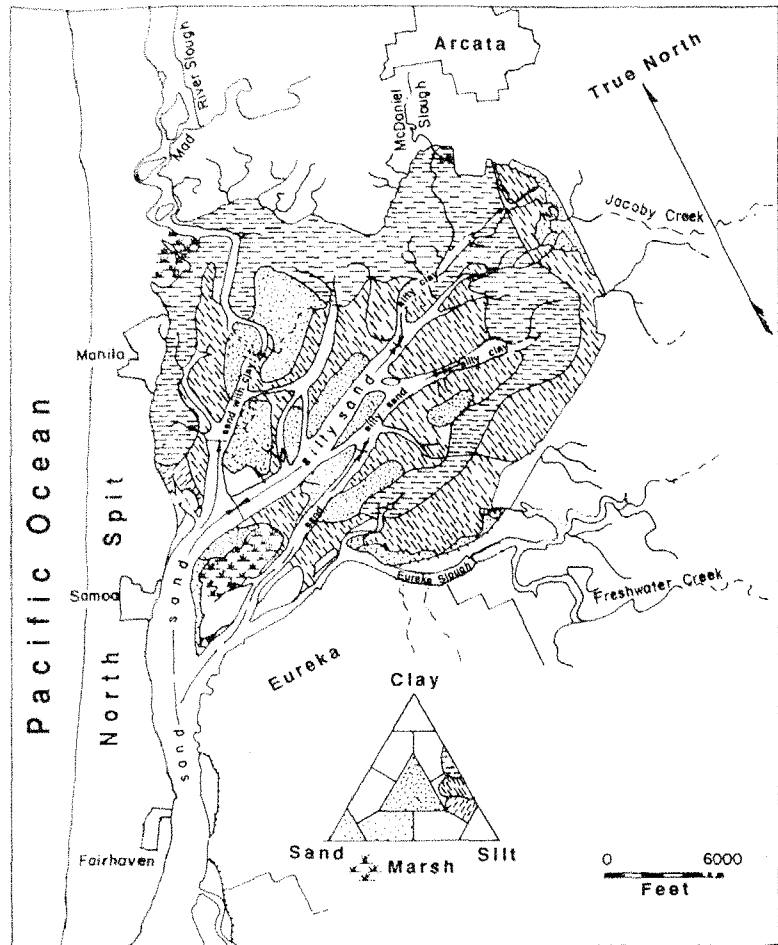 Arcata
True North
River Slough
Mad
McDaniel
Slough
Jacoby Creek
silty clay
Manila
sand with clay
silty clay
silty sand
silty sand
Pacific Ocean
North Spit
sand
Samoa
sand
Eureka Slough
Freshwater Creek
Eureka
sand
Clay
Sand
Silt
Marsh
Fairhaven
0 6000
Feet